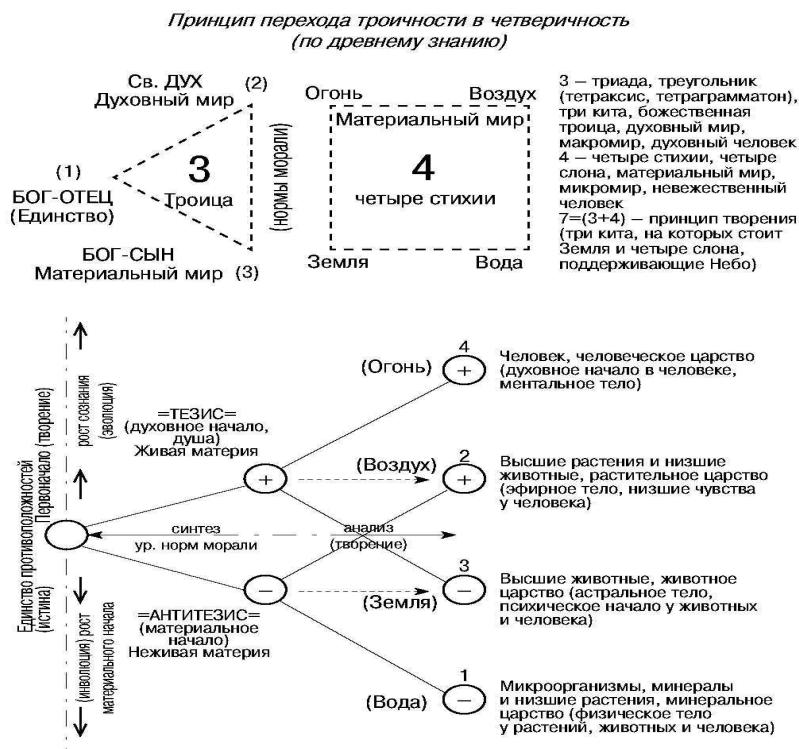 Принцип перехода троичности в четверичность
(по древнему знанию)
Св. ДУХ
Духовный мир
(2)
(1)
БОГ-ОТЕЦ
(Единство)
3
Троица
БОГ-СЫН
Материальный мир
(3)
(нормы морали)
Огонь
Воздух
Материальный мир
4
четыре стихии
Земля
Вода
3 – триада, треугольник
(тетраксис, тетраграмматон),
три кита, божественная
троица, духовный мир,
макромир, духовный человек
4 – четыре стихии, четыре
слона, материальный мир,
микромир, невежественный
человек
7=(3+4) – принцип творения
(три кита, на которых стоит
Земля и четыре слона,
поддерживающие Небо)
Единство противоположностей
(истина)
Первоначало (творение)
рост сознания
(эволюция)
(инволюция) рост
материального начала
=ТЕЗИС=
(духовное начало,
душа)
Живая материя
+
синтез
ур. норм морали
анализ
(творение)
–
=АНТИТЕЗИС=
(материальное
начало)
Неживая материя
(Огонь)
4
+
Человек, человеческое царство
(духовное начало в человеке,
ментальное тело)
(Воздух)
2
+
Высшие растения и низшие
животные, растительное царство
(эфирное тело, низшие чувства
у человека)
(Земля)
3
–
Высшие животные, животное
царство (астральное тело,
психическое начало у животных
и человека)
(Вода)
1
–
Микроорганизмы, минералы
и низшие растения, минеральное
царство (физическое тело
у растений, животных и человека)